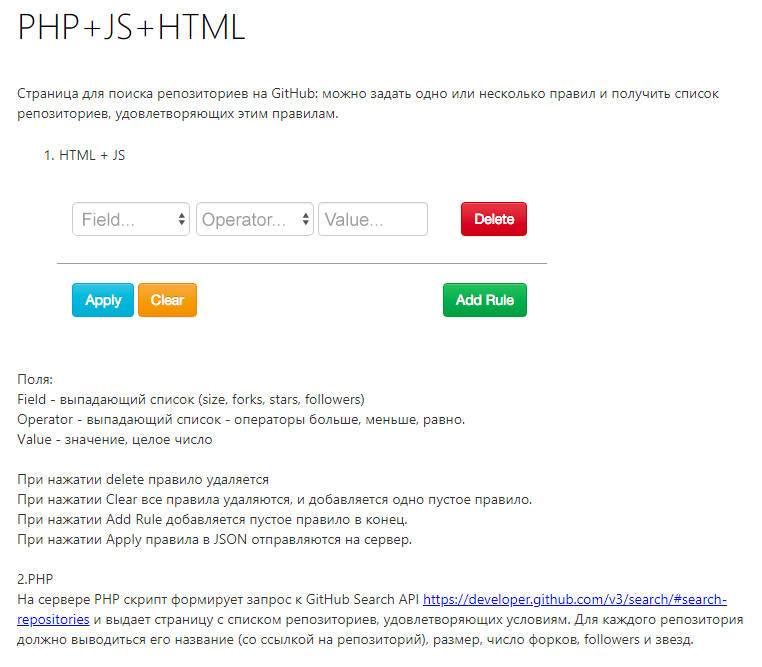 PHP+JS+HTML
Страница для поиска репозиториев на GitHub: можно задать одно или несколько правил и получить список
репозиториев, удовлетворяющих этим правилам.
1. HTML + JS
Field... Operator... Value... Delete
Apply Clear Add Rule
Поля:
Field - выпадающий список (size, forks, stars, followers)
Operator - выпадающий список - операторы больше, меньше, равно.
Value - значение, целое число
При нажатии delete правило удаляется
При нажатии Clear все правила удаляются, и добавляется одно пустое правило.
При нажатии Add Rule добавляется пустое правило в конец.
При нажатии Apply правила в JSON отправляются на сервер.
2.PHP
На сервере PHP скрипт формирует запрос к GitHub Search API https://developer.github.com/v3/search/#search-
repositories и выдает страницу с списком репозиториев, удовлетворяющих условиям. Для каждого репозитория
должно выводиться его название (со ссылкой на репозиторий), размер, число форков, followers и звезд.